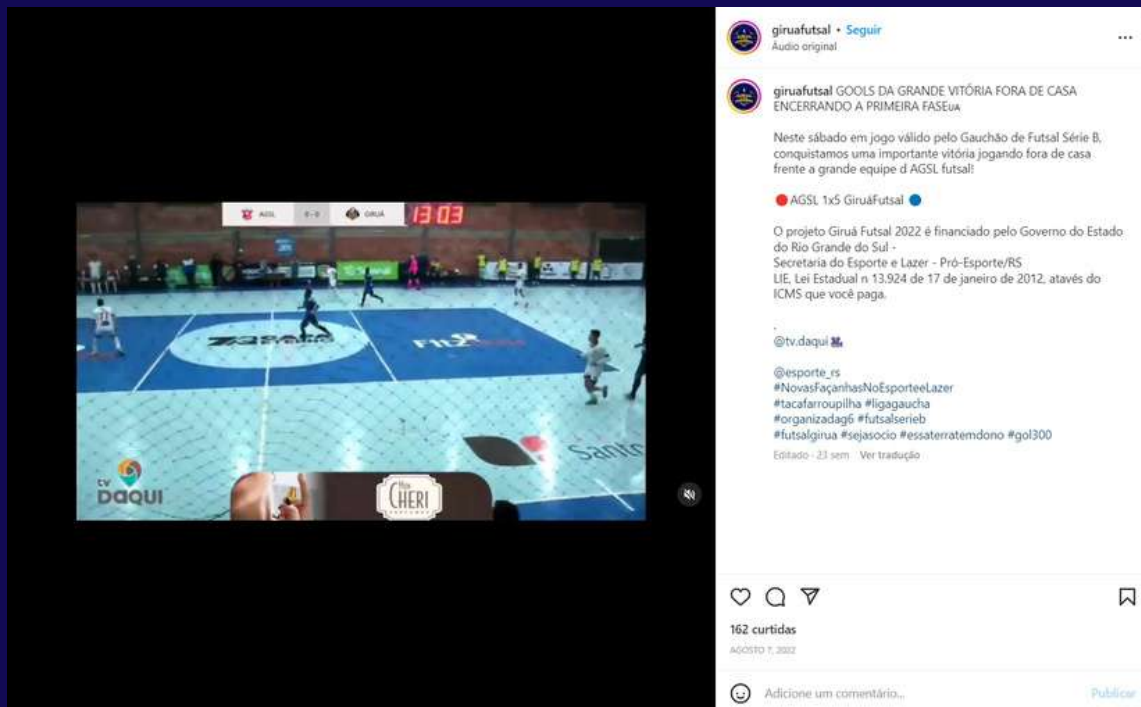 giruafutsal • Seguir
Áudio original
giruafutsal GOOLS DA GRANDE VITÓRIA FORA DE CASA
ENCERRANDO A PRIMEIRA FASE
Neste sábado em jogo válido pelo Gauchão de Futsal Série B,
conquistamos uma importante vitória jogando fora de casa
frente a grande equipe d AGSL futsal!
🔴 AGSL 1x5 GiruáFutsal 🔵
O projeto Giruá Futsal 2022 é financiado pelo Governo do Estado
do Rio Grande do Sul -
Secretaria do Esporte e Lazer - Pró-Esporte/RS
LIE, Lei Estadual n 13.924 de 17 de janeiro de 2012, atavés do
ICMS que você paga.
.
@tv.daqui
@esporte_rs
#NovasFaçanhasNoEsporteeLazer
#tacafarroupilha #ligagaucha
#organizadag6 #futsalserieb
#futsalgirua #sejasocio #essaterratemdono #gol300
Editado · 23 sem Ver tradução
AGSL 0-0 GIRUÁ 13 03
tv
DAQUI
CHERI
162 curtidas
AGOSTO 7, 2022
Adicione um comentário... Publicar